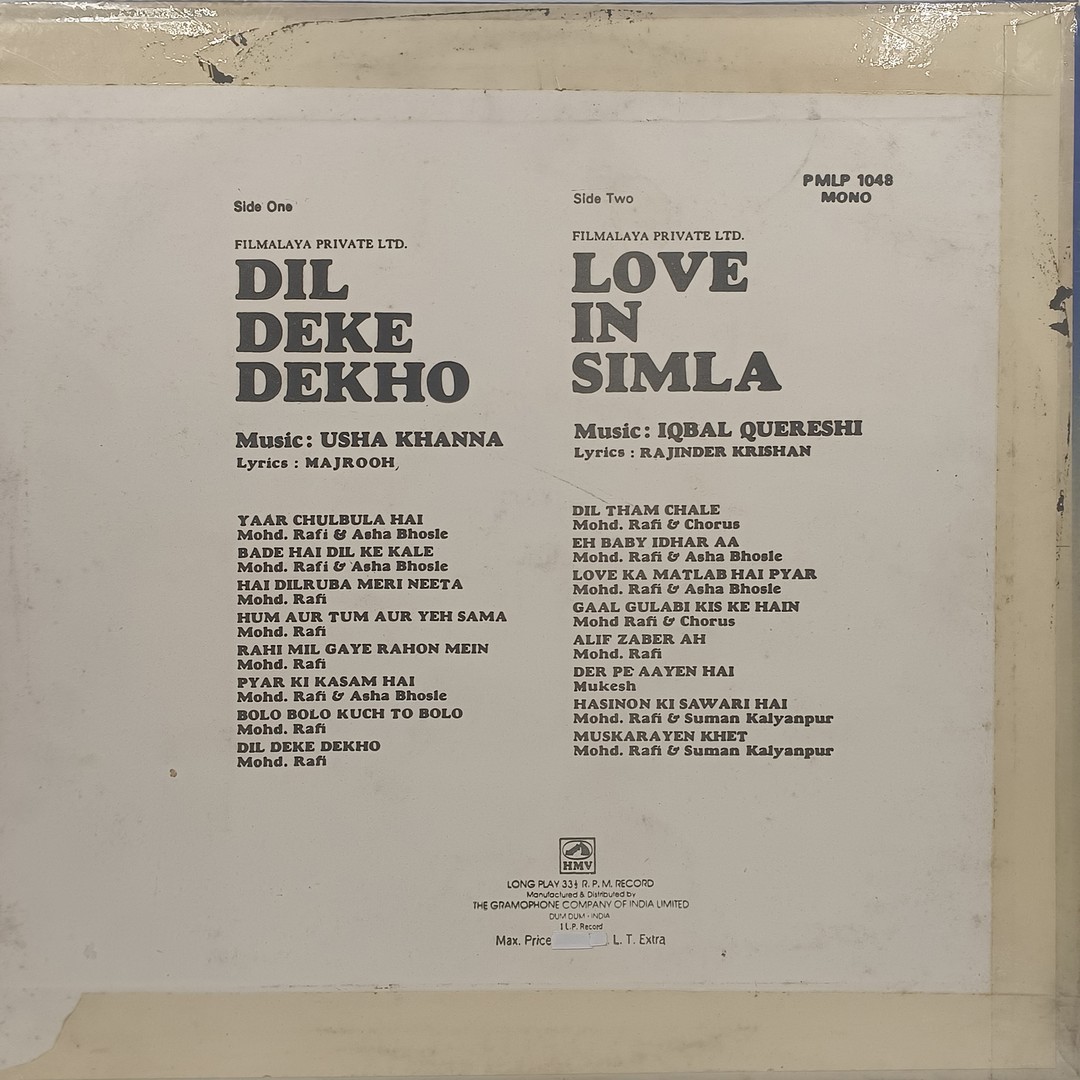 Side One
FILMALAYA PRIVATE LTD.
DIL
DEKE
DEKHO
Music: USHA KHANNA
Lyrics : MAJROOH,
YAAR CHULBULA HAI
Mohd. Rafi & Asha Bhosle
BADE HAI DIL KE KALE
Mohd. Rafi & Asha Bhosle
HAI DILRUBA MERI NEETA
Mohd. Rafi
HUM AUR TUM AUR YEH SAMA
Mohd. Rafi
RAHI MIL GAYE RAHON MEIN
Mohd. Rafi
PYAR KI KASAM HAI
Mohd. Rafi & Asha Bhosle
BOLO BOLO KUCH TO BOLO
Mohd. Rafi
DIL DEKE DEKHO
Mohd. Rafi
Side Two
FILMALAYA PRIVATE LTD.
LOVE
IN
SIMLA
Music: IQBAL QUERESHI
Lyrics : RAJINDER KRISHAN
DIL THAM CHALE
Mohd. Rafi & Chorus
EH BABY IDHAR AA
Mohd. Rafi & Asha Bhosle
LOVE KA MATLAB HAI PYAR
Mohd. Rafi & Asha Bhosle
GAAL GULABI KIS KE HAIN
Mohd Rafi & Chorus
ALIF ZABER AH
Mohd. Rafi
DER PE AAYEN HAI
Mukesh
HASINON KI SAWARI HAI
Mohd. Rafi & Suman Kalyanpur
MUSKARAYEN KHET
Mohd. Rafi & Suman Kalyanpur
PMLP 1048
MONO
HMV
LONG PLAY 33⅓ R. P. M. RECORD
Manufactured & Distributed by
THE GRAMOPHONE COMPANY OF INDIA LIMITED
DUM DUM - INDIA
1 L.P. Record
Max. Price L. T. Extra